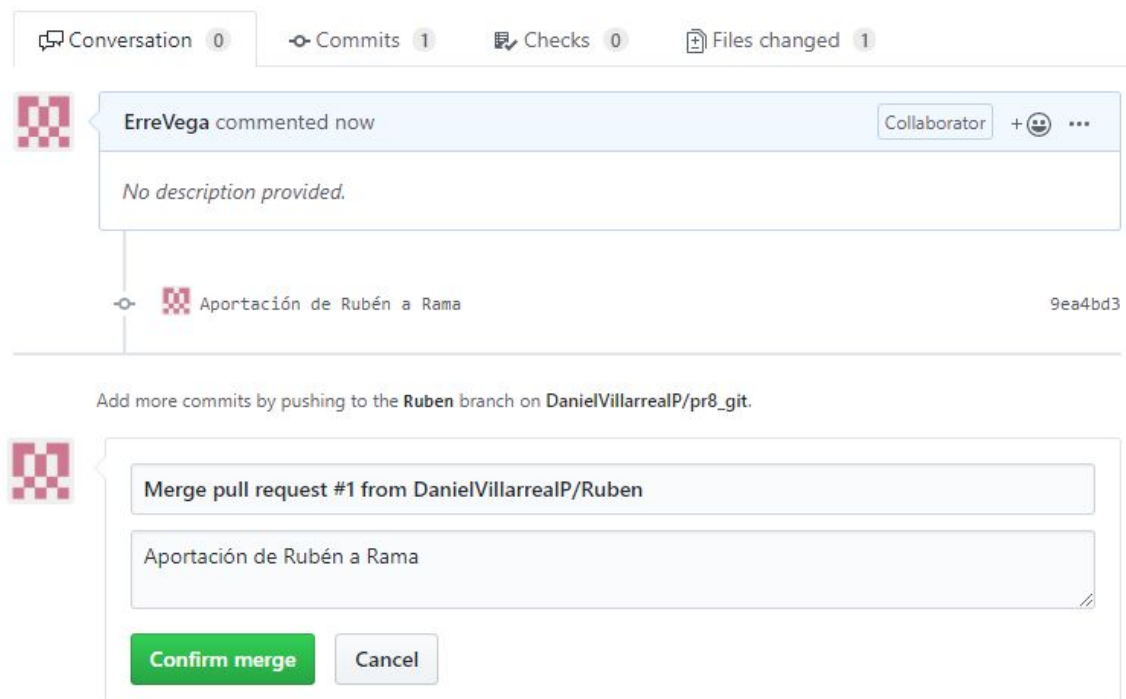 Conversation 0 Commits 1 Checks 0 Files changed 1
ErreVega commented now Collaborator + ...
No description provided.
Aportación de Rubén a Rama 9ea4bd3
Add more commits by pushing to the Ruben branch on DanielVillarrealP/pr8_git.
Merge pull request #1 from DanielVillarrealP/Ruben
Aportación de Rubén a Rama
Confirm merge Cancel